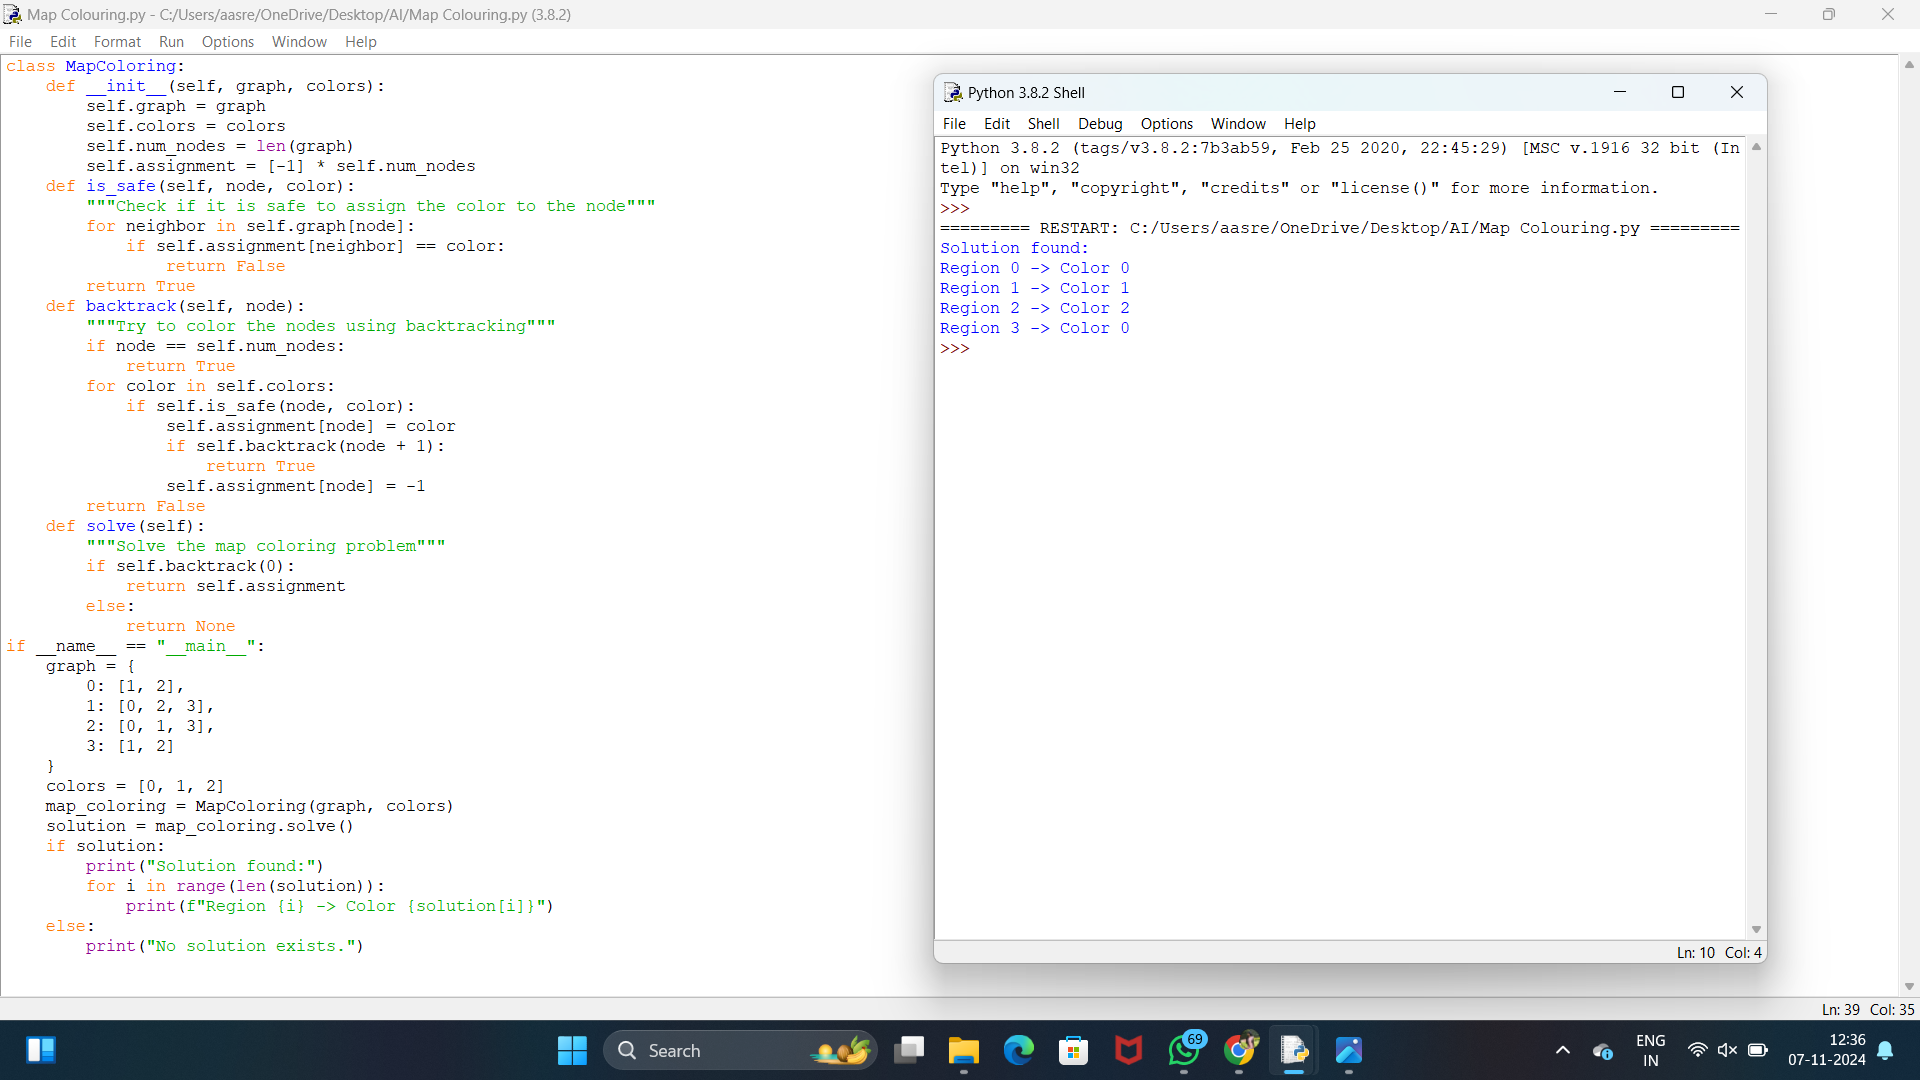 Map Colouring.py - C:/Users/aasre/OneDrive/Desktop/AI/Map Colouring.py (3.8.2)
File Edit Format Run Options Window Help
class MapColoring:
    def __init__(self, graph, colors):
        self.graph = graph
        self.colors = colors
        self.num_nodes = len(graph)
        self.assignment = [-1] * self.num_nodes
    def is_safe(self, node, color):
        """Check if it is safe to assign the color to the node"""
        for neighbor in self.graph[node]:
            if self.assignment[neighbor] == color:
                return False
        return True
    def backtrack(self, node):
        """Try to color the nodes using backtracking"""
        if node == self.num_nodes:
            return True
        for color in self.colors:
            if self.is_safe(node, color):
                self.assignment[node] = color
                if self.backtrack(node + 1):
                    return True
                self.assignment[node] = -1
        return False
    def solve(self):
        """Solve the map coloring problem"""
        if self.backtrack(0):
            return self.assignment
        else:
            return None
if __name__ == "__main__":
    graph = {
        0: [1, 2],
        1: [0, 2, 3],
        2: [0, 1, 3],
        3: [1, 2]
    }
    colors = [0, 1, 2]
    map_coloring = MapColoring(graph, colors)
    solution = map_coloring.solve()
    if solution:
        print("Solution found:")
        for i in range(len(solution)):
            print(f"Region {i} -> Color {solution[i]}")
    else:
        print("No solution exists.")
Python 3.8.2 Shell
File Edit Shell Debug Options Window Help
Python 3.8.2 (tags/v3.8.2:7b3ab59, Feb 25 2020, 22:45:29) [MSC v.1916 32 bit (In
tel)] on win32
Type "help", "copyright", "credits" or "license()" for more information.
>>>
========= RESTART: C:/Users/aasre/OneDrive/Desktop/AI/Map Colouring.py =========
Solution found:
Region 0 -> Color 0
Region 1 -> Color 1
Region 2 -> Color 2
Region 3 -> Color 0
>>>
Ln: 10 Col: 4
Ln: 39 Col: 35
Search
69
ENG
IN
12:36
07-11-2024